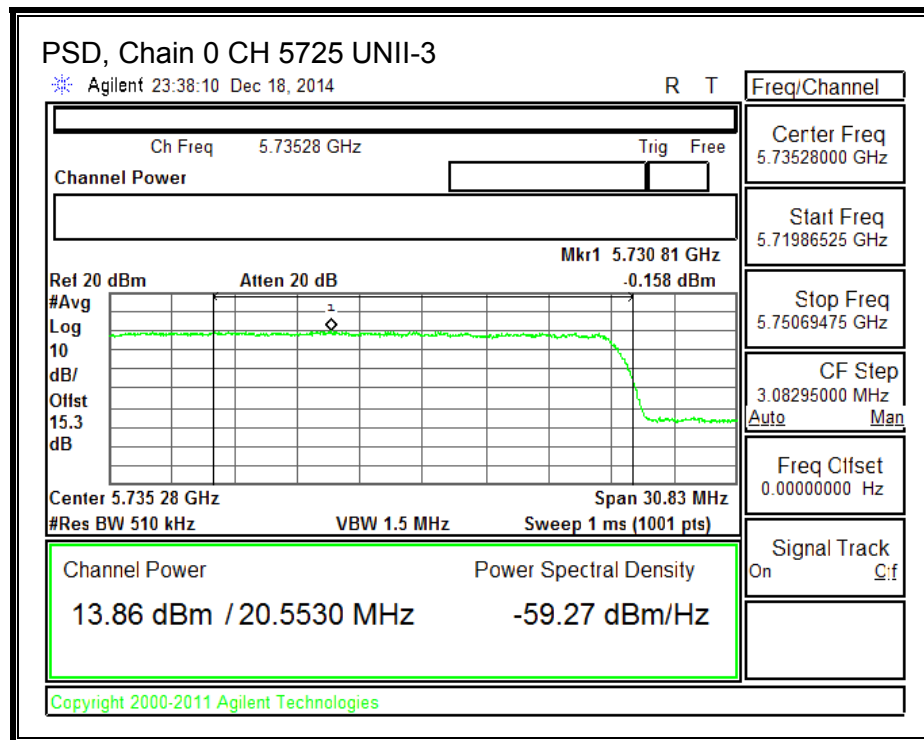 PSD, Chain 0 CH 5725 UNII-3
Agilent 23:38:10 Dec 18, 2014 R T Freq/Channel
Ch Freq 5.73528 GHz Trig Free
Channel Power
Center Freq
5.73528000 GHz
Start Freq
5.71986525 GHz
Mkr1 5.730 81 GHz
Ref 20 dBm Atten 20 dB -0.158 dBm
#Avg
Log
10
dB/
Offst
15.3
dB
1
Stop Freq
5.75069475 GHz
CF Step
3.08295000 MHz
Auto Man
Freq Offset
0.00000000 Hz
Center 5.735 28 GHz Span 30.83 MHz
#Res BW 510 kHz VBW 1.5 MHz Sweep 1 ms (1001 pts)
Signal Track
On Off
Channel Power Power Spectral Density
13.86 dBm / 20.5530 MHz -59.27 dBm/Hz
Copyright 2000-2011 Agilent Technologies